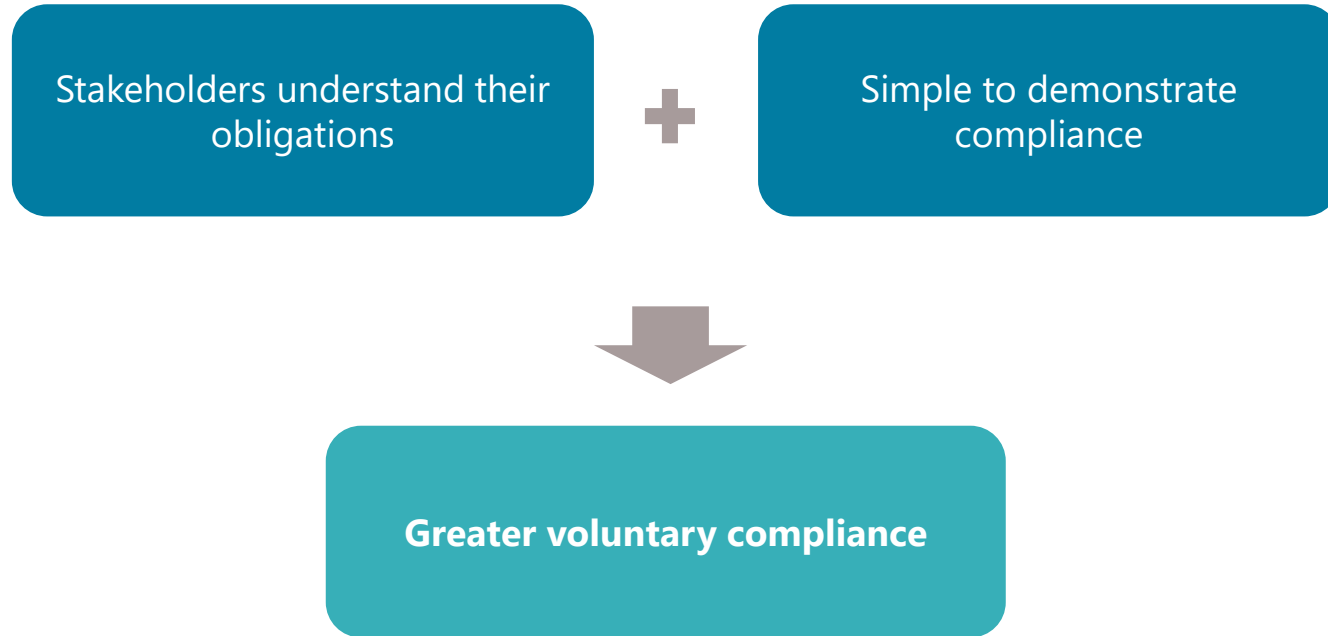 Stakeholders understand their
obligations
Simple to demonstrate
compliance
Greater voluntary compliance